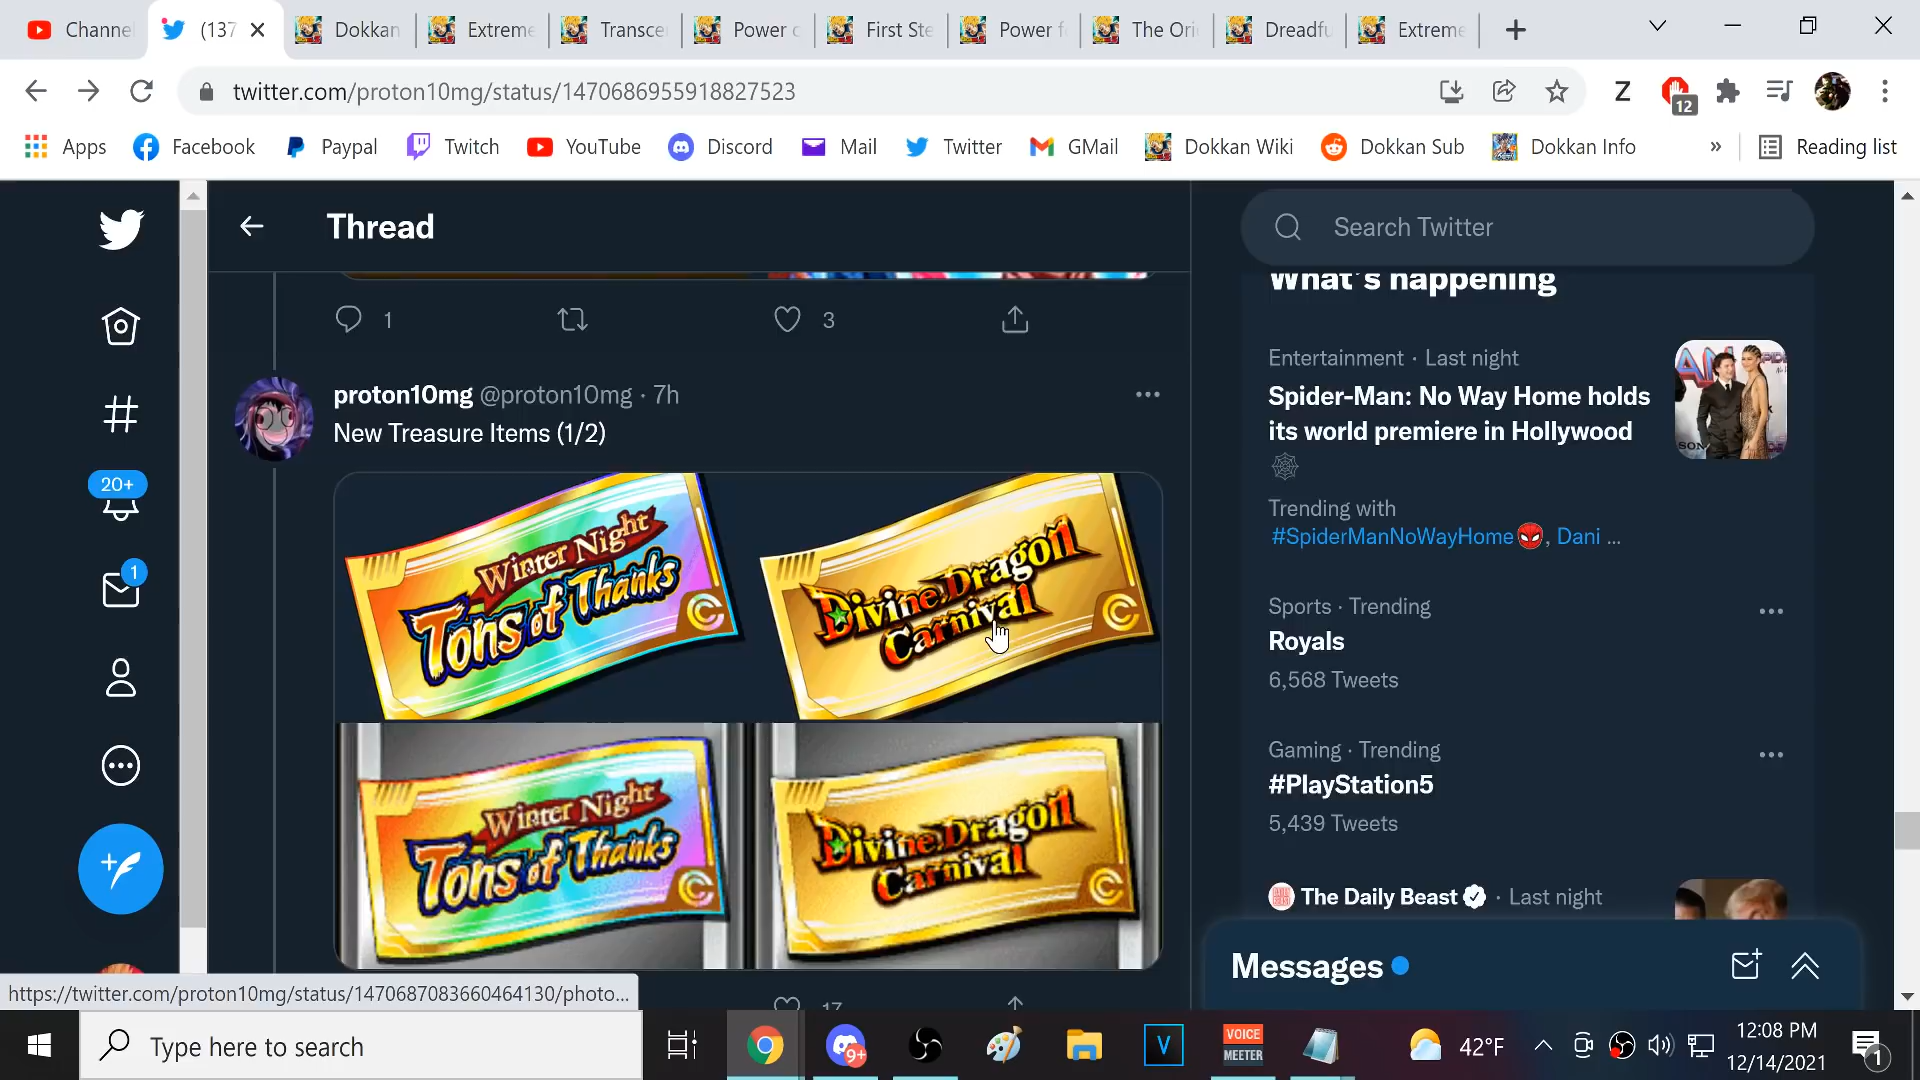 Channe
(137
Dokkan
Extreme
Transcer
Power o
First Ste
Power fo
The Ori
Dreadfu
Extreme
twitter.com/proton10mg/status/1470686955918827523
Z
12
Apps
Facebook
Paypal
Twitch
YouTube
Discord
Mail
Twitter
GMail
Dokkan Wiki
Dokkan Sub
Dokkan Info
»
Reading list
Thread
Search Twitter
What's happening
1
3
Entertainment · Last night
Spider-Man: No Way Home holds
its world premiere in Hollywood
Trending with
#SpiderManNoWayHome, Dani ...
proton10mg @proton10mg · 7h
New Treasure Items (1/2)
20+
1
Winter Night
Tons of Thanks
Divine Dragon
Carnival
Winter Night
Tons of Thanks
Divine Dragon
Carnival
Sports · Trending
Royals
6,568 Tweets
Gaming · Trending
#PlayStation5
5,439 Tweets
The Daily Beast · Last night
Messages
17
https://twitter.com/proton10mg/status/1470687083660464130/photo...
Type here to search
9+
V
VOICE
MEETER
42°F
12:08 PM
12/14/2021
1